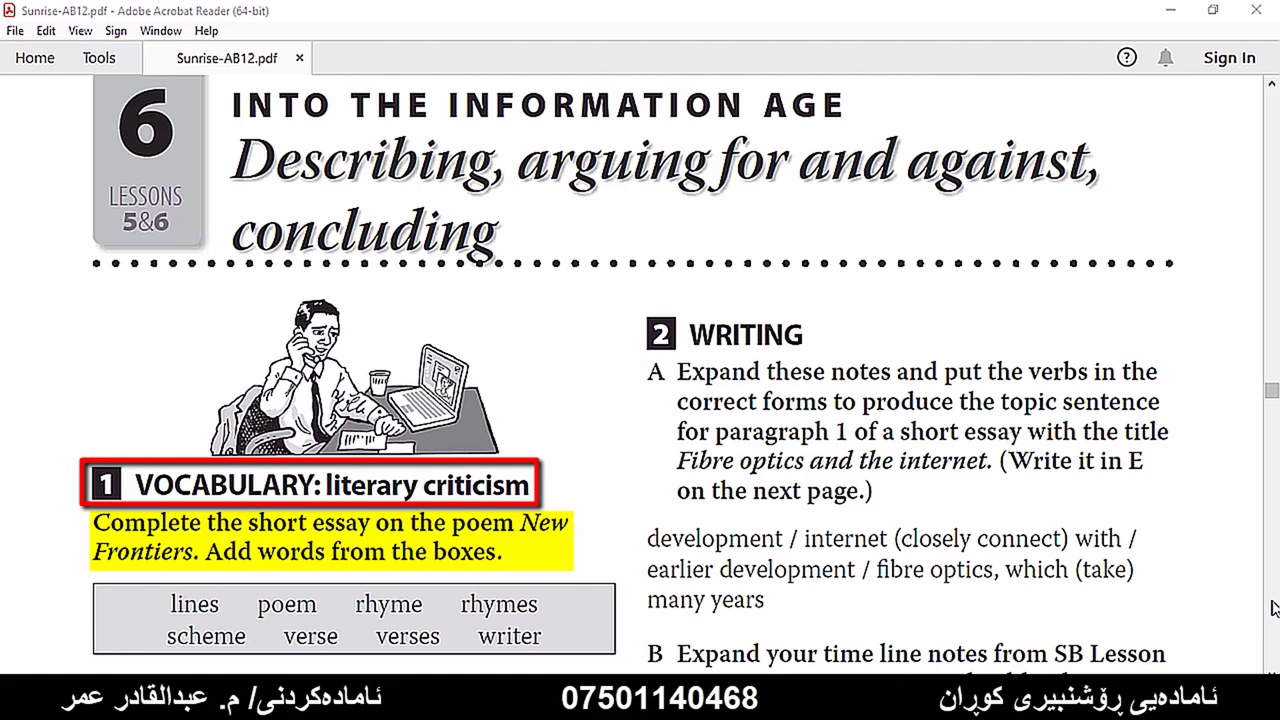 Sunrise-AB12.pdf - Adobe Acrobat Reader (64-bit)
File Edit View Sign Window Help
Home Tools Sunrise-AB12.pdf × Sign In
6
LESSONS
5&6
INTO THE INFORMATION AGE
Describing, arguing for and against,
concluding
1 VOCABULARY: literary criticism
Complete the short essay on the poem New
Frontiers. Add words from the boxes.
lines poem rhyme rhymes
scheme verse verses writer
2 WRITING
A Expand these notes and put the verbs in the
correct forms to produce the topic sentence
for paragraph 1 of a short essay with the title
Fibre optics and the internet. (Write it in E
on the next page.)
development / internet (closely connect) with /
earlier development / fibre optics, which (take)
many years
B Expand your time line notes from SB Lesson
ئامادەیی ڕۆشنبیری کوڕان
07501140468
ئامادەکردنی/ م. عبدالقادر عمر